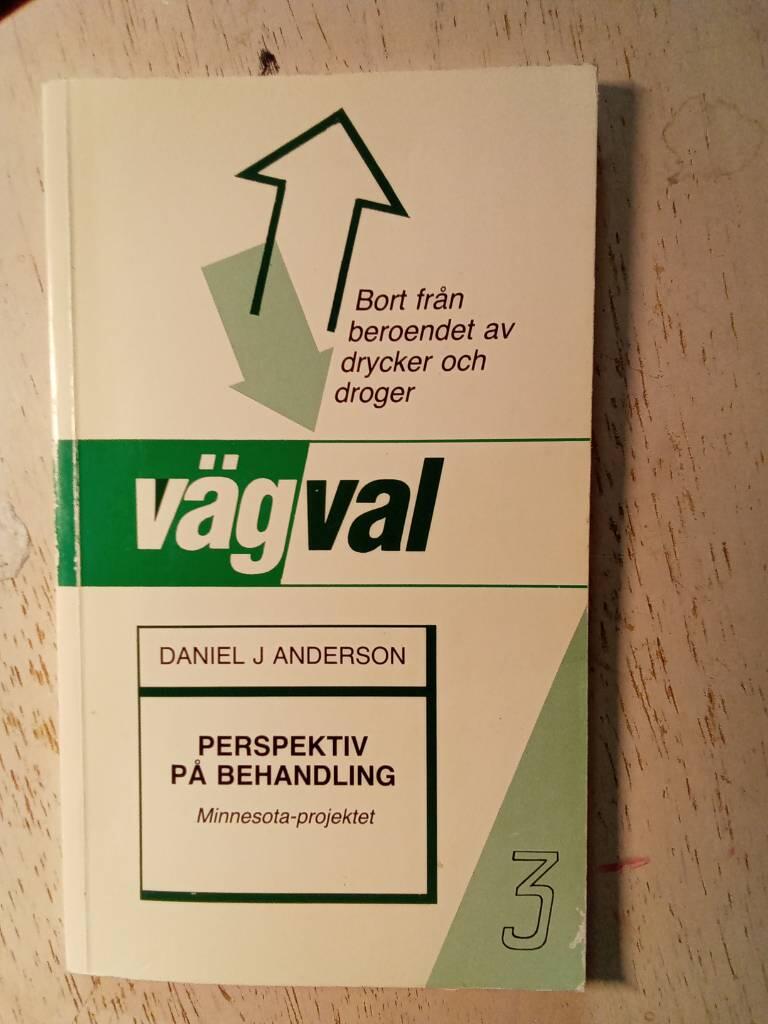 Bort från
beroendet av
drycker och
droger
vägval
DANIEL J ANDERSON
PERSPEKTIV
PÅ BEHANDLING
Minnesota-projektet
3